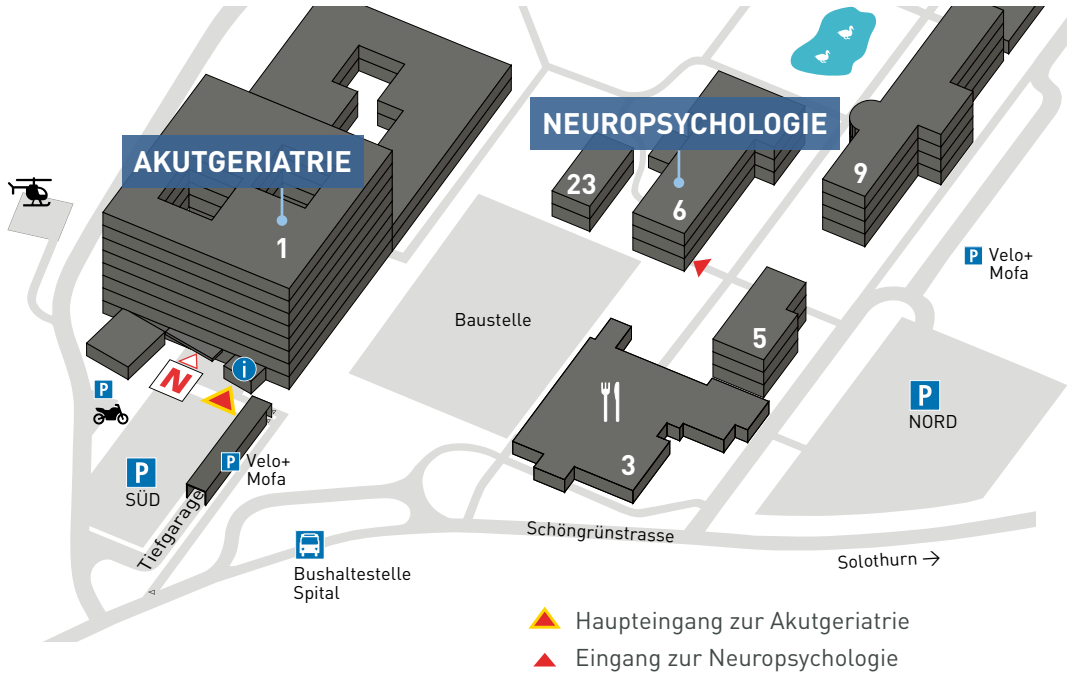 NEUROPSYCHOLOGIE
AKUTGERIATRIE
23
6
9
1
Velo+
Mofa
Baustelle
5
i
N
P
P
P
NORD
3
P
SÜD
P
Velo+
Mofa
Tiefgarage
Schöngrünstrasse
Bushaltestelle
Spital
Solothurn →
Haupteingang zur Akutgeriatrie
Eingang zur Neuropsychologie